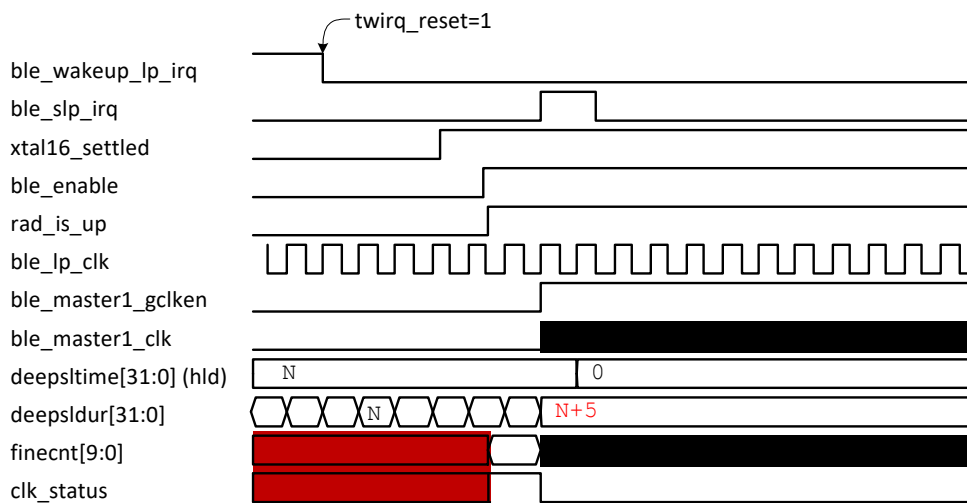 twirq_reset=1
ble_wakeup_lp_irq
ble_slp_irq
xtal16_settled
ble_enable
rad_is_up
ble_lp_clk
ble_master1_gclken
ble_master1_clk
deepsltime[31:0] (hld) N 0
deepsldur[31:0] N N+5
finecnt[9:0]
clk_status